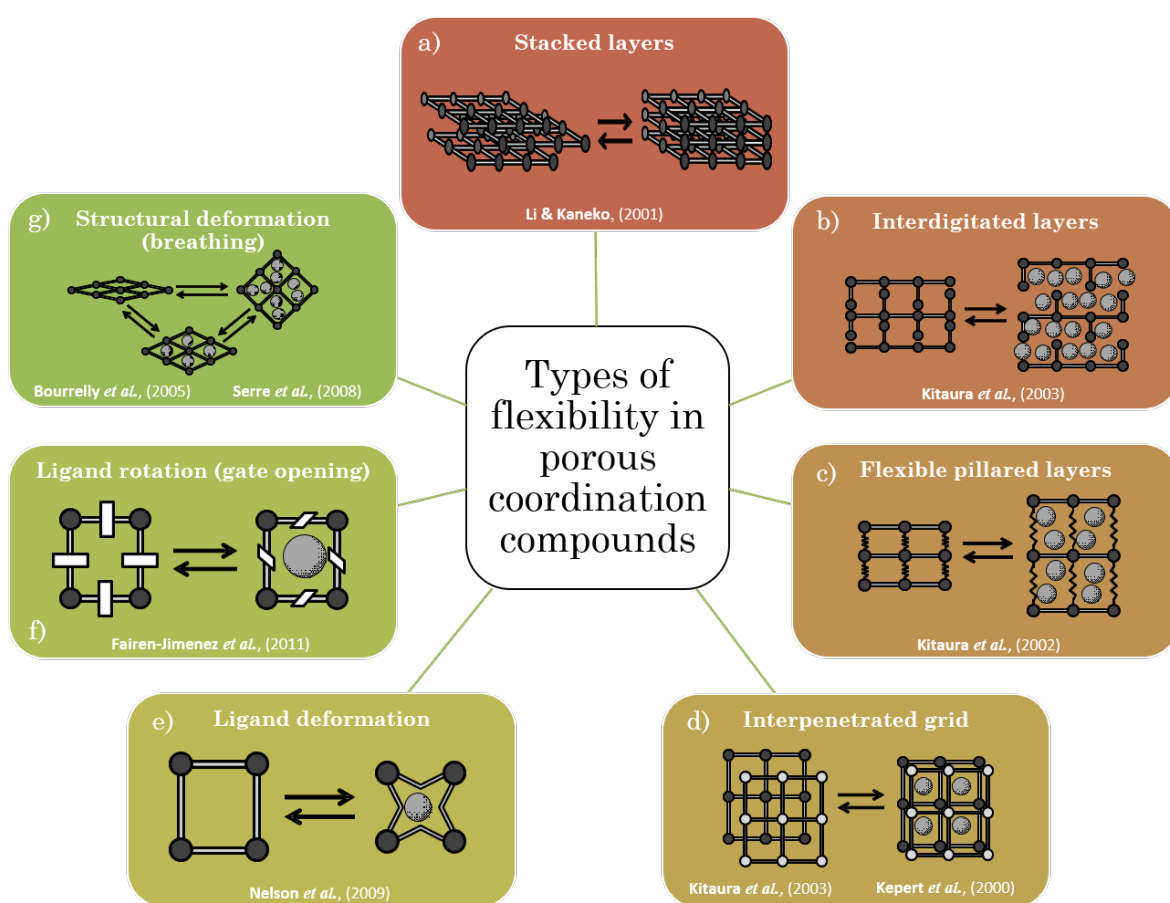 a)
Stacked layers
Li & Kaneko, (2001)
b)
Interdigitated layers
Kitaura et al., (2003)
c)
Flexible pillared layers
Kitaura et al., (2002)
d)
Interpenetrated grid
Kitaura et al., (2003)
Kepert et al., (2000)
e)
Ligand deformation
Nelson et al., (2009)
Ligand rotation (gate opening)
f)
Fairen-Jimenez et al., (2011)
g)
Structural deformation
(breathing)
Bourrelly et al., (2005)
Serre et al., (2008)
Types of
flexibility in
porous
coordination
compounds